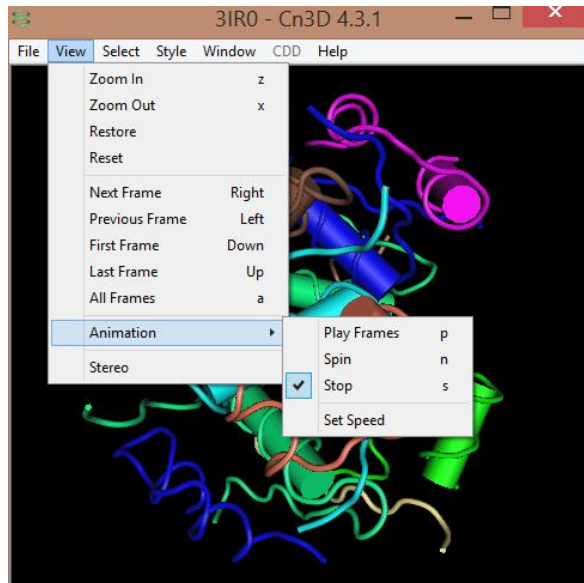 3IR0 - Cn3D 4.3.1
File View Select Style Window CDD Help
Zoom In z
Zoom Out x
Restore
Reset
Next Frame Right
Previous Frame Left
First Frame Down
Last Frame Up
All Frames a
Animation
Play Frames p
Spin n
Stop s
Set Speed
Stereo